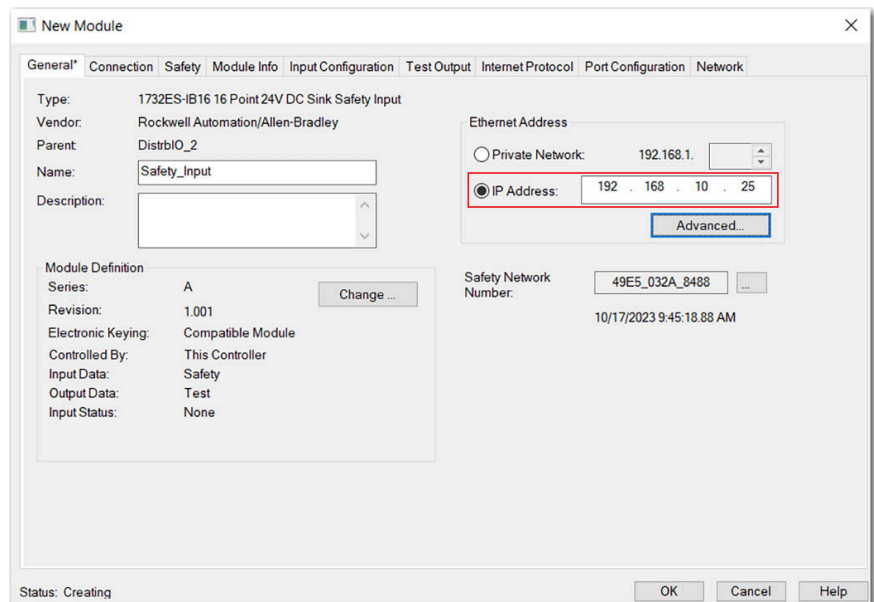 New Module
General* Connection Safety Module Info Input Configuration Test Output Internet Protocol Port Configuration Network
Type: 1732ES-IB16 16 Point 24V DC Sink Safety Input
Vendor: Rockwell Automation/Allen-Bradley
Parent: DistrbIO_2
Name: Safety_Input
Description:
Ethernet Address
Private Network: 192.168.1.
IP Address: 192 . 168 . 10 . 25
Advanced...
Module Definition
Series: A
Change ...
Revision: 1.001
Electronic Keying: Compatible Module
Controlled By: This Controller
Input Data: Safety
Output Data: Test
Input Status: None
Safety Network
Number: 49E5_032A_8488 ...
10/17/2023 9:45:18.88 AM
Status: Creating
OK Cancel Help